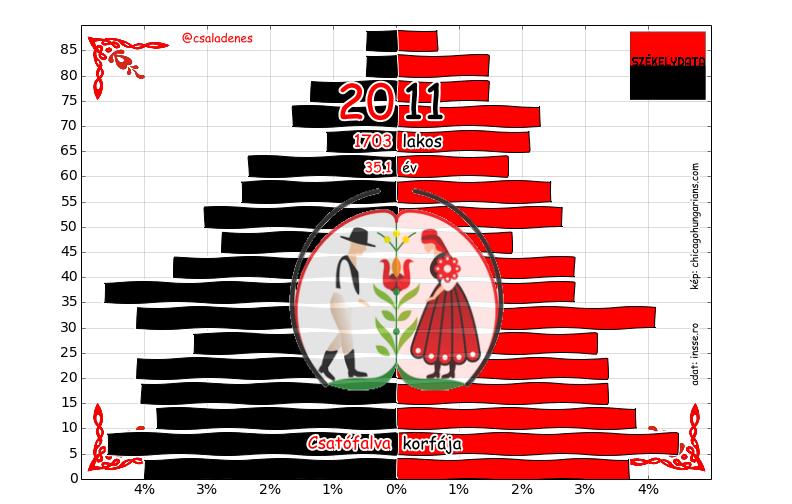 @csaladenes
SZÉKELYDATA
85
80
75
70
65
60
55
50
45
40
35
30
25
20
15
10
5
0
2011
1703 lakos
35.1 év
kép: chicagohungarians.com
adat: insse.ro
Csatófalva korfája
4% 3% 2% 1% 0% 1% 2% 3% 4%